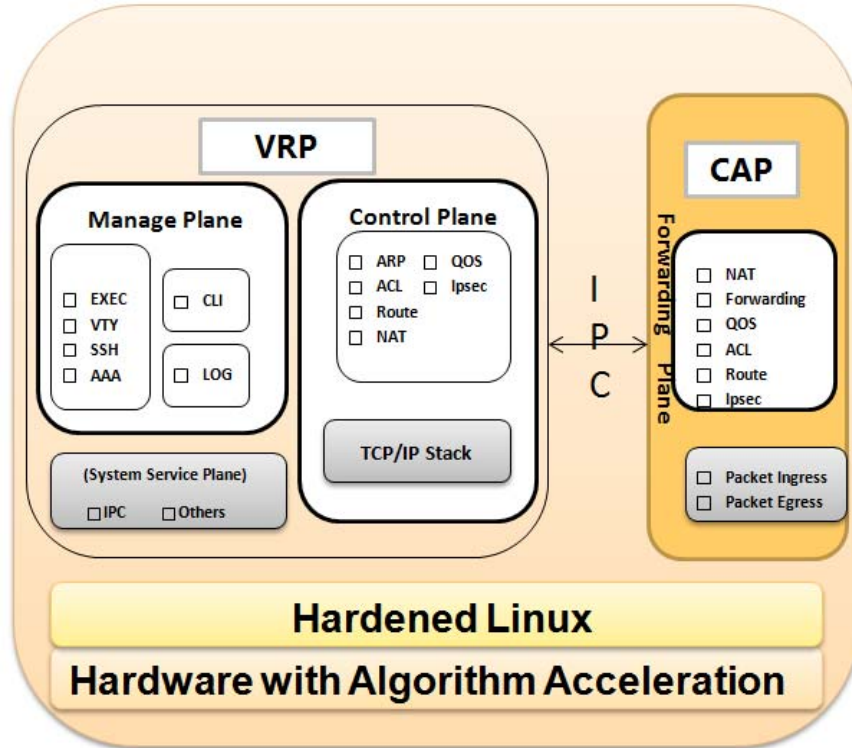 VRP
Manage Plane
EXEC
VTY
SSH
AAA
CLI
LOG
(System Service Plane)
IPC
Others
Control Plane
ARP
ACL
Route
NAT
QOS
Ipsec
TCP/IP Stack
I
P
C
CAP
Forwarding Plane
NAT
Forwarding
QOS
ACL
Route
Ipsec
Packet Ingress
Packet Egress
Hardened Linux
Hardware with Algorithm Acceleration